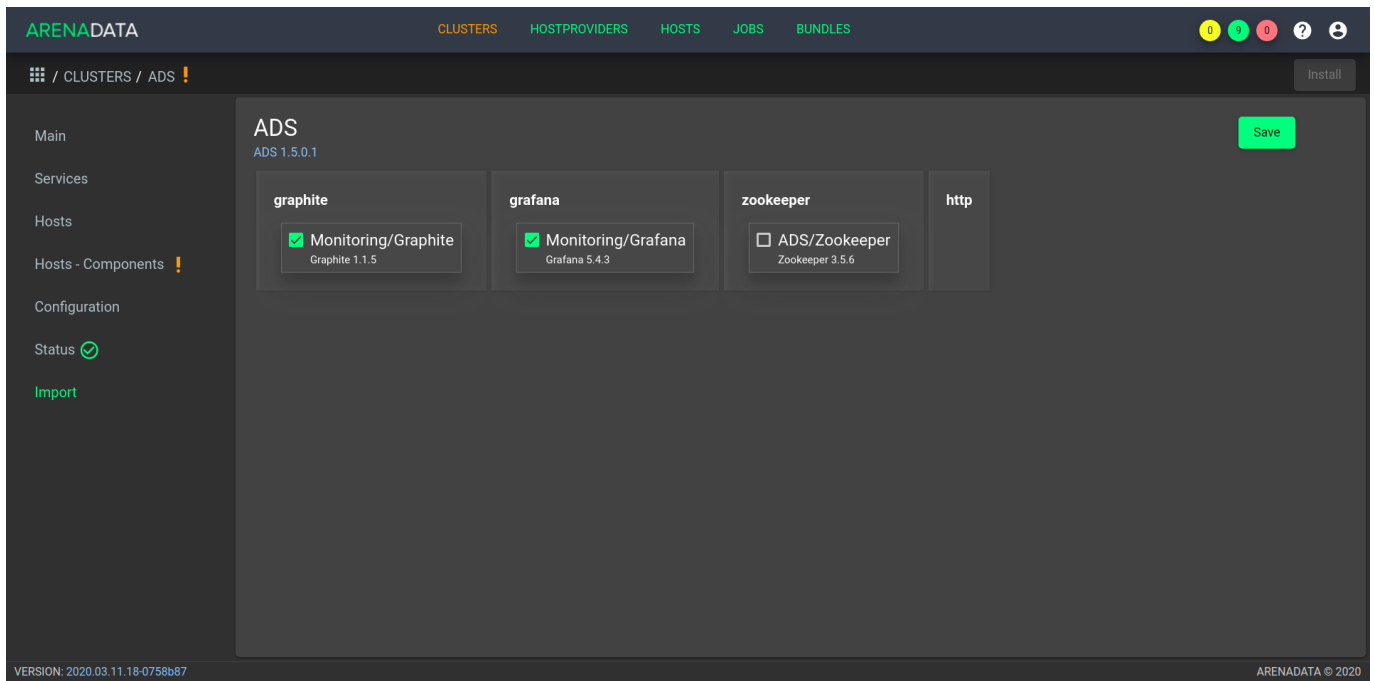 ARENADATA
CLUSTERS HOSTPROVIDERS HOSTS JOBS BUNDLES
0 9 0 ?
/ CLUSTERS / ADS !
Install
Main
Services
Hosts
Hosts - Components !
Configuration
Status
Import
ADS
ADS 1.5.0.1
Save
graphite
Monitoring/Graphite
Graphite 1.1.5
grafana
Monitoring/Grafana
Grafana 5.4.3
zookeeper
ADS/Zookeeper
Zookeeper 3.5.6
http
VERSION: 2020.03.11.18-0758b87
ARENADATA © 2020